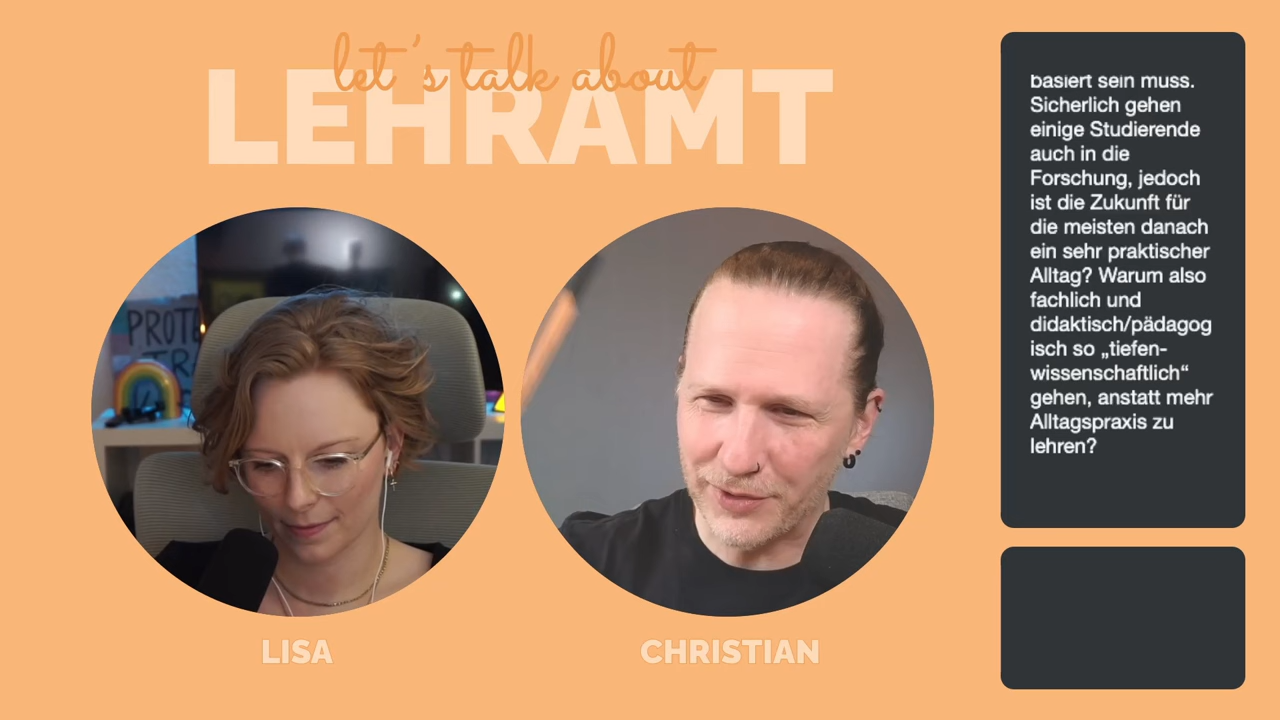 let's talk about
LEHRAMT
PROTE
TRA
LISA
CHRISTIAN
basiert sein muss.
Sicherlich gehen
einige Studierende
auch in die
Forschung, jedoch
ist die Zukunft für
die meisten danach
ein sehr praktischer
Alltag? Warum also
fachlich und
didaktisch/pädagog
isch so „tiefen-
wissenschaftlich“
gehen, anstatt mehr
Alltagspraxis zu
lehren?